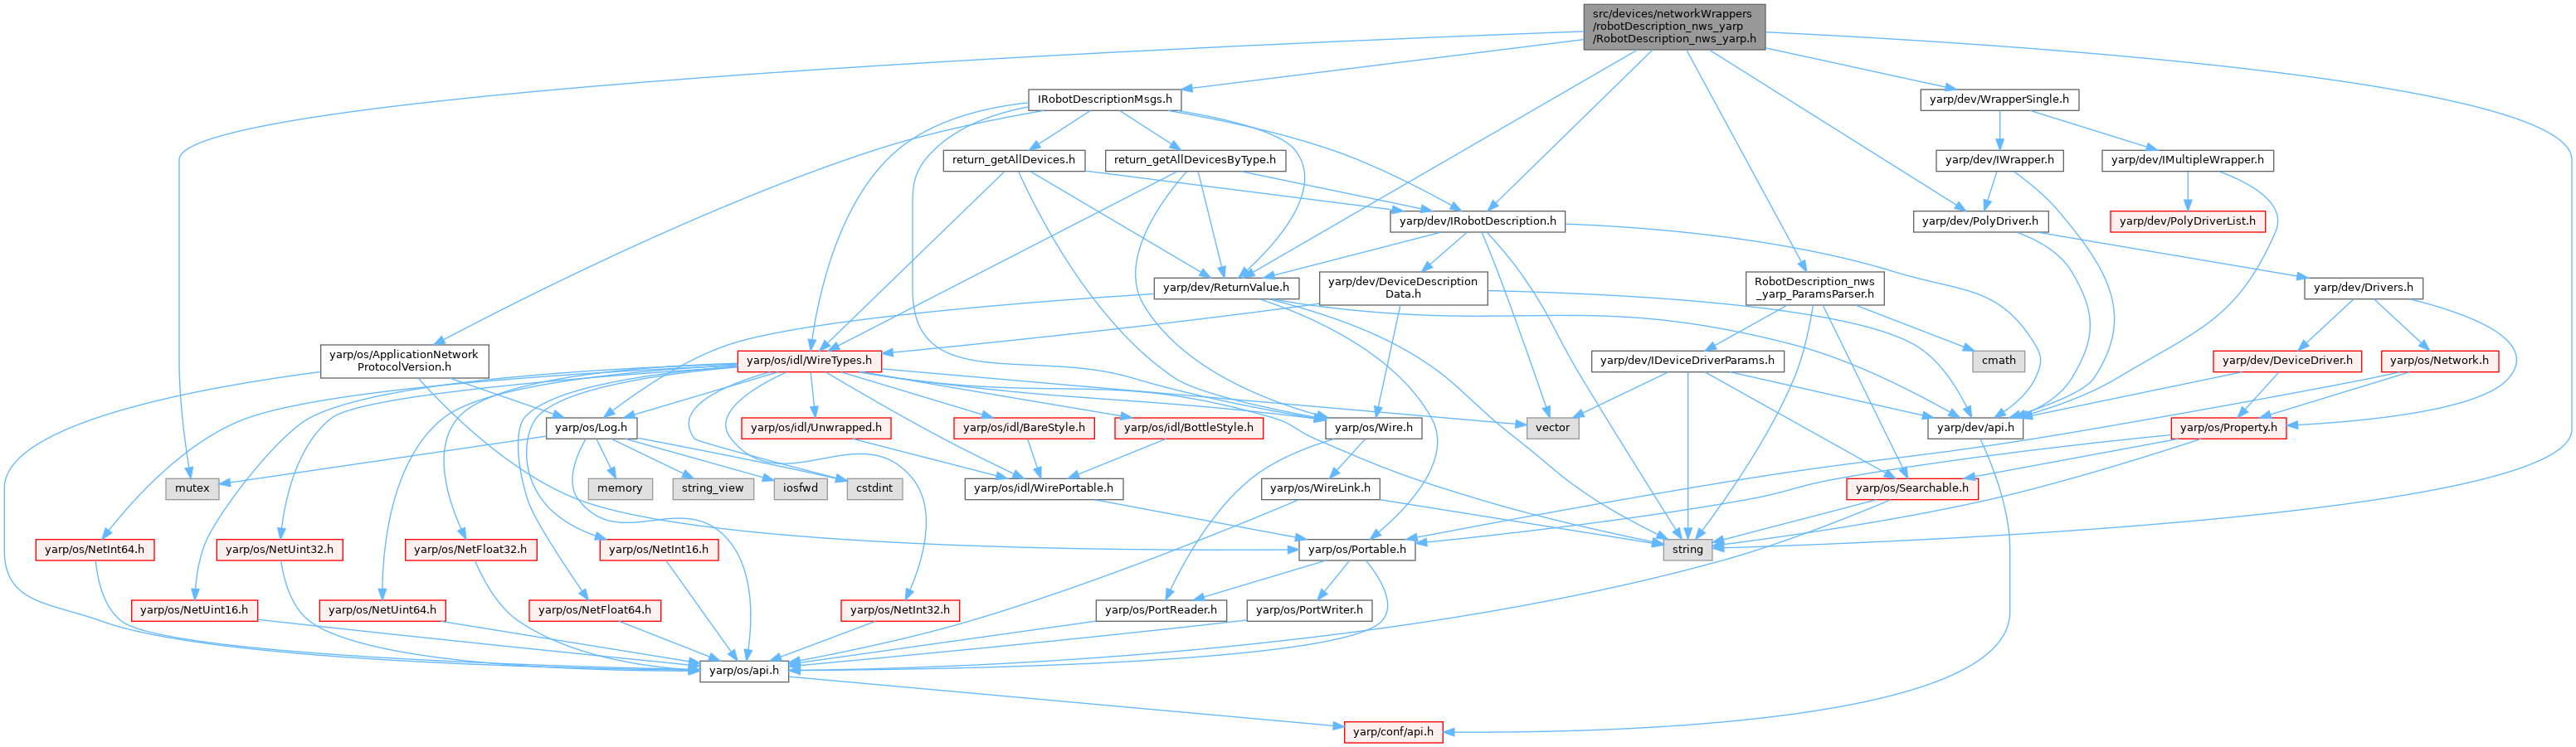 src/devices/networkWrappers
/robotDescription_nws_yarp
/RobotDescription_nws_yarp.h
IRobotDescriptionMsgs.h
yarp/dev/WrapperSingle.h
return_getAllDevices.h
return_getAllDevicesByType.h
yarp/dev/IWrapper.h
yarp/dev/IMultipleWrapper.h
yarp/dev/IRobotDescription.h
yarp/dev/PolyDriver.h
yarp/dev/PolyDriverList.h
yarp/dev/ReturnValue.h
yarp/dev/DeviceDescription
Data.h
RobotDescription_nws
_yarp_ParamsParser.h
yarp/dev/Drivers.h
yarp/os/ApplicationNetwork
ProtocolVersion.h
yarp/os/idl/WireTypes.h
yarp/dev/IDeviceDriverParams.h
cmath
yarp/dev/DeviceDriver.h
yarp/os/Network.h
yarp/os/Log.h
yarp/os/idl/Unwrapped.h
yarp/os/idl/BareStyle.h
yarp/os/idl/BottleStyle.h
yarp/os/Wire.h
vector
yarp/dev/api.h
yarp/os/Property.h
mutex
memory
string_view
iosfwd
cstdint
yarp/os/idl/WirePortable.h
yarp/os/WireLink.h
yarp/os/Searchable.h
yarp/os/NetInt64.h
yarp/os/NetUint32.h
yarp/os/NetFloat32.h
yarp/os/NetInt16.h
yarp/os/Portable.h
string
yarp/os/NetUint16.h
yarp/os/NetUint64.h
yarp/os/NetFloat64.h
yarp/os/NetInt32.h
yarp/os/PortReader.h
yarp/os/PortWriter.h
yarp/os/api.h
yarp/conf/api.h